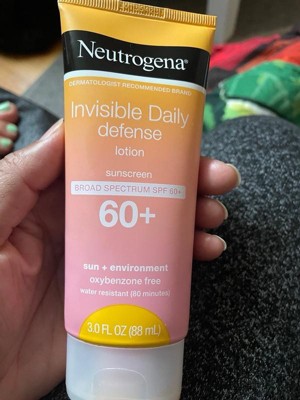 Neutrogena®
DERMATOLOGIST RECOMMENDED BRAND
Invisible Daily
defense
lotion
sunscreen
BROAD SPECTRUM SPF 60+
60+
sun + environment
oxybenzone free
water resistant (80 minutes)
3.0 FL OZ (88 mL)